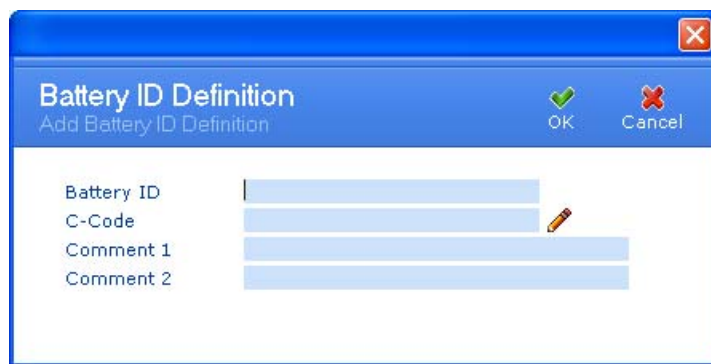 Battery ID Definition
Add Battery ID Definition
OK
Cancel
Battery ID
C-Code
Comment 1
Comment 2